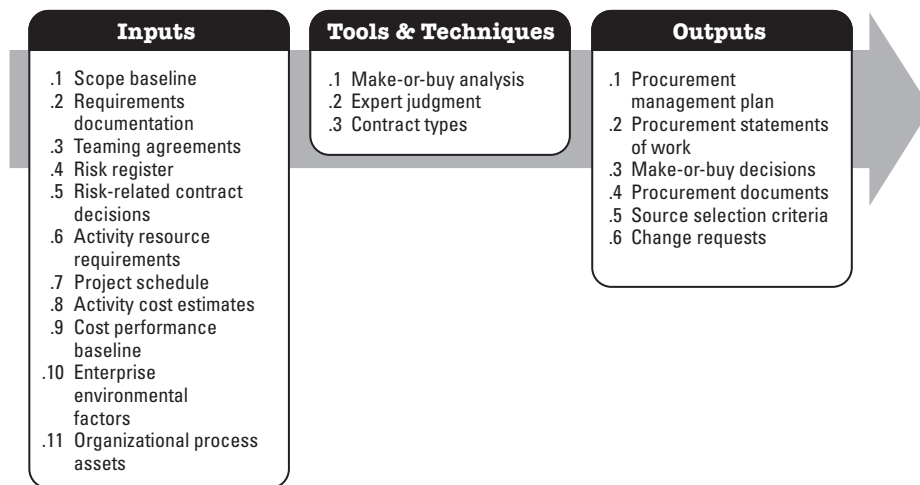 Inputs
.1 Scope baseline
.2 Requirements
documentation
.3 Teaming agreements
.4 Risk register
.5 Risk-related contract
decisions
.6 Activity resource
requirements
.7 Project schedule
.8 Activity cost estimates
.9 Cost performance
baseline
.10 Enterprise
environmental
factors
.11 Organizational process
assets
Tools & Techniques
.1 Make-or-buy analysis
.2 Expert judgment
.3 Contract types
Outputs
.1 Procurement
management plan
.2 Procurement statements
of work
.3 Make-or-buy decisions
.4 Procurement documents
.5 Source selection criteria
.6 Change requests